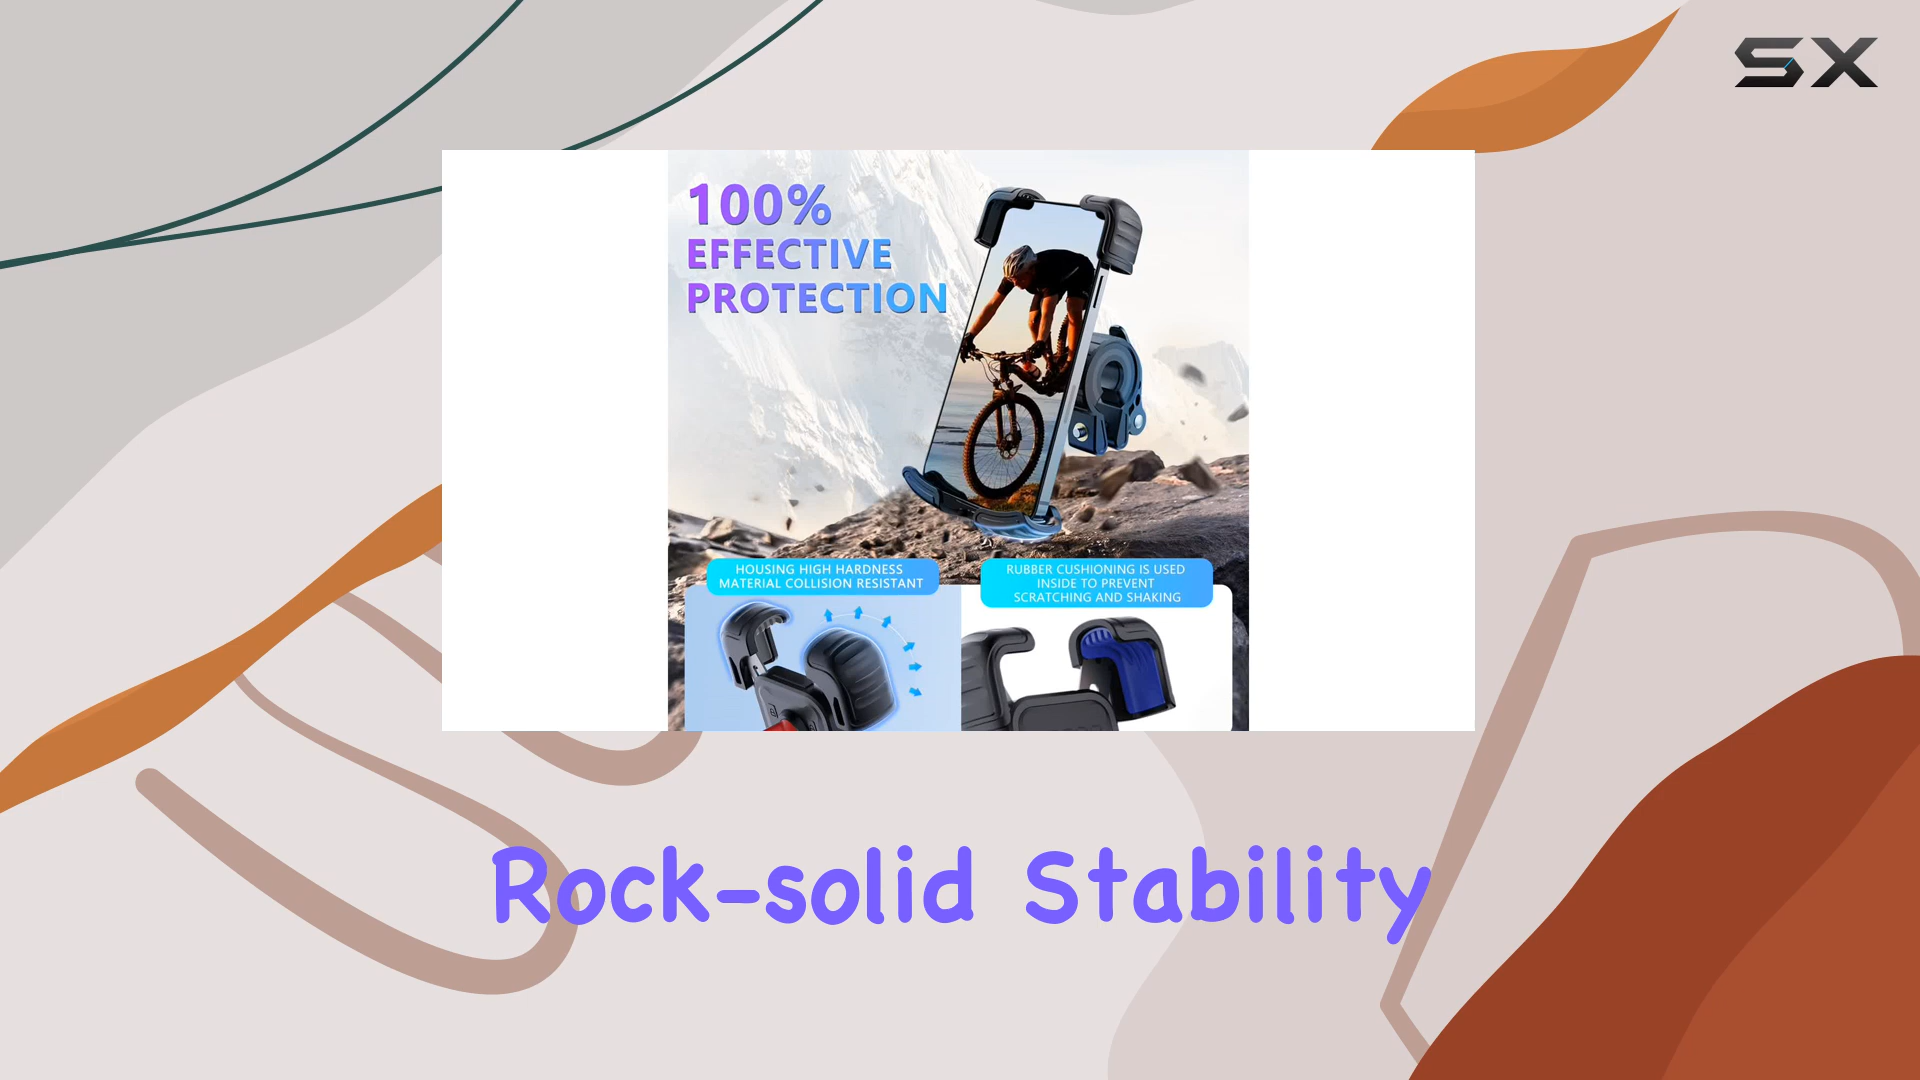 SX
100%
EFFECTIVE
PROTECTION
HOUSING HIGH HARDNESS
MATERIAL COLLISION RESISTANT
RUBBER CUSHIONING IS USED
INSIDE TO PREVENT
SCRATCHING AND SHAKING
Rock-solid Stability